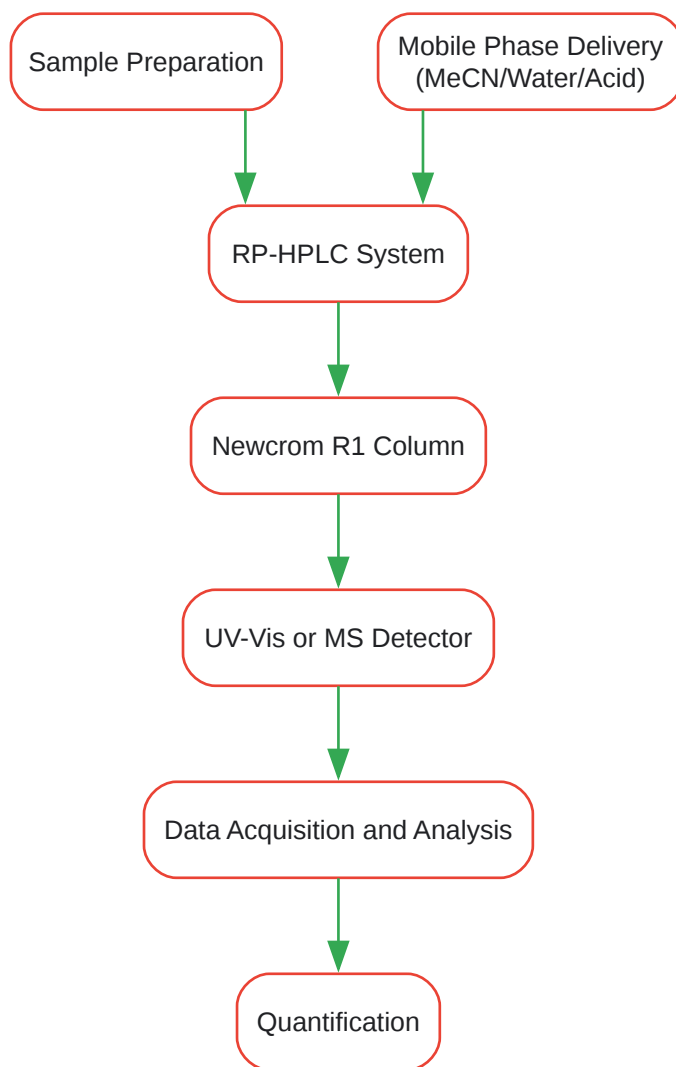 Sample Preparation
Mobile Phase Delivery
(MeCN/Water/Acid)
RP-HPLC System
Newcrom R1 Column
UV-Vis or MS Detector
Data Acquisition and Analysis
Quantification